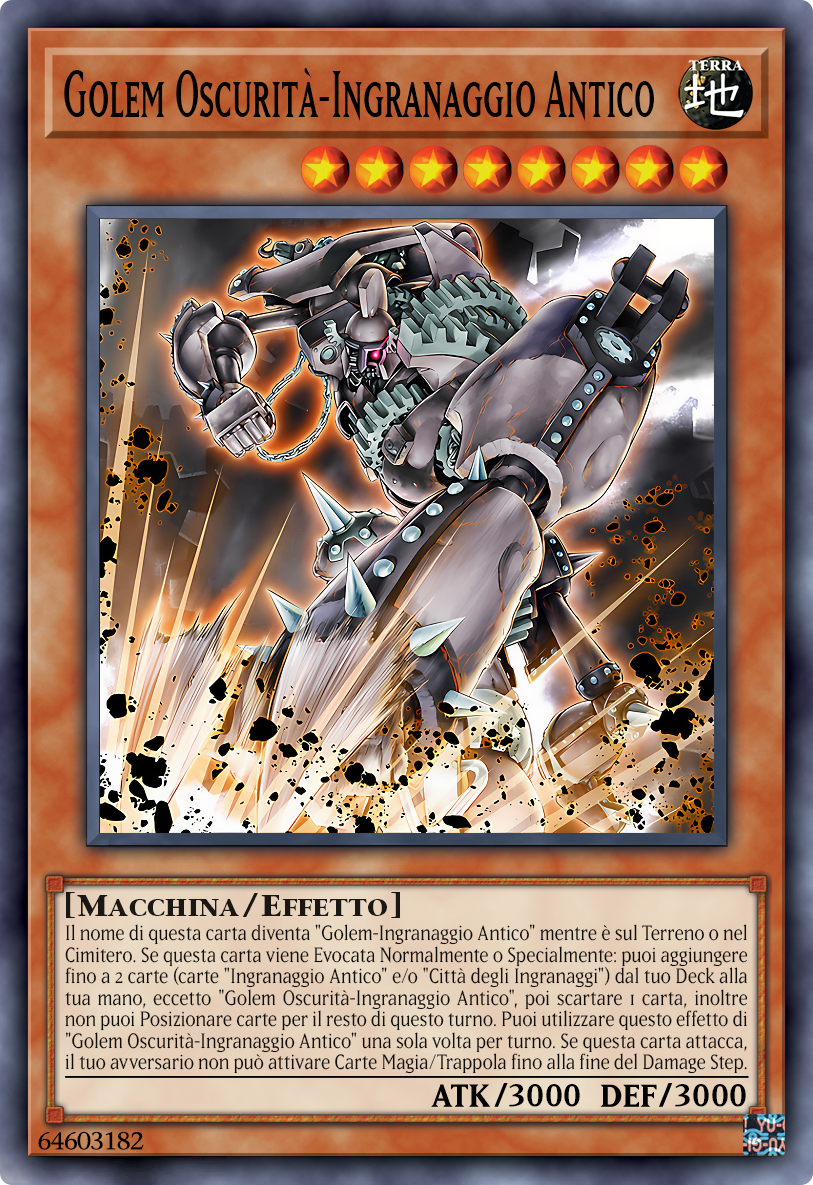 Golem Oscurità-Ingranaggio Antico
TERRA
地
[Macchina/Effetto]
Il nome di questa carta diventa "Golem-Ingranaggio Antico" mentre è sul Terreno o nel
Cimitero. Se questa carta viene Evocata Normalmente o Specialmente: puoi aggiungere
fino a 2 carte (carte "Ingranaggio Antico" e/o "Città degli Ingranaggi") dal tuo Deck alla
tua mano, eccetto "Golem Oscurità-Ingranaggio Antico", poi scartare 1 carta, inoltre
non puoi Posizionare carte per il resto di questo turno. Puoi utilizzare questo effetto di
"Golem Oscurità-Ingranaggio Antico" una sola volta per turno. Se questa carta attacca,
il tuo avversario non può attivare Carte Magia/Trappola fino alla fine del Damage Step.
ATK/3000 DEF/3000
64603182